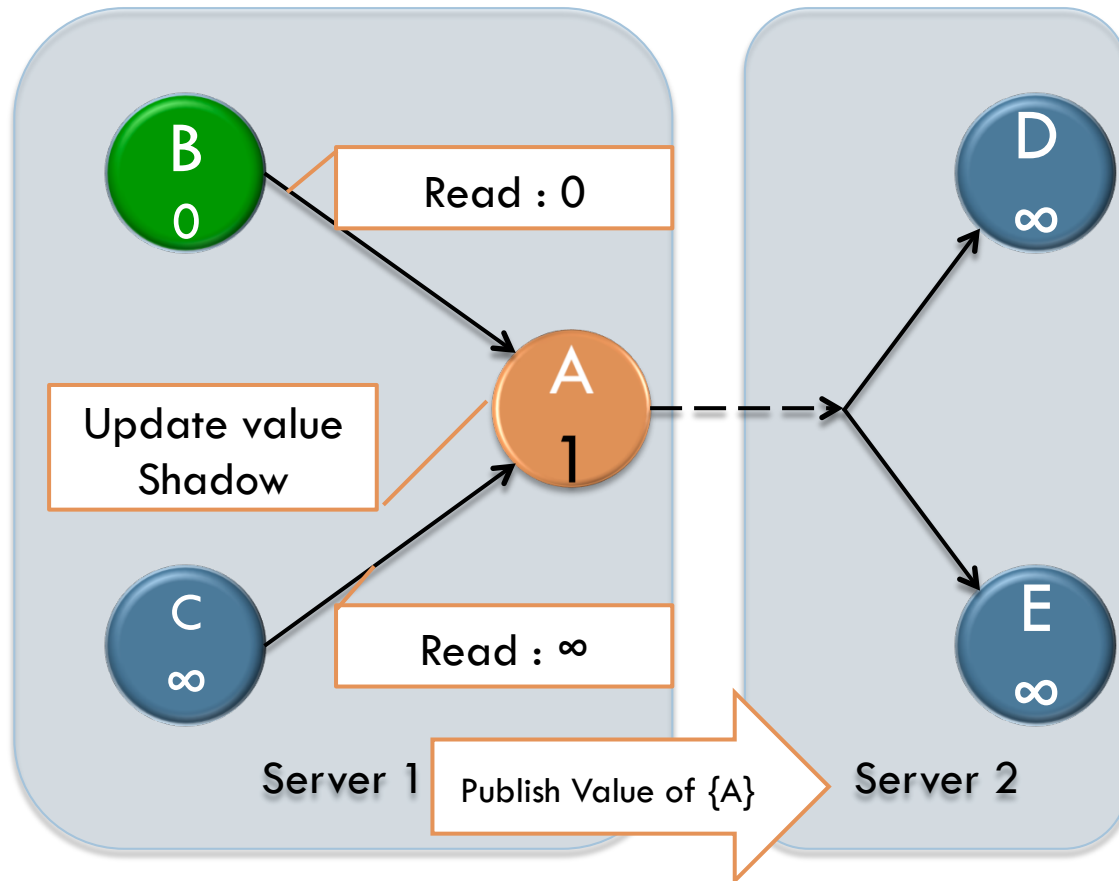 B
0
Read : 0
D
∞
A
1
Update value
Shadow
C
∞
Read : ∞
E
∞
Server 1
Publish Value of {A}
Server 2